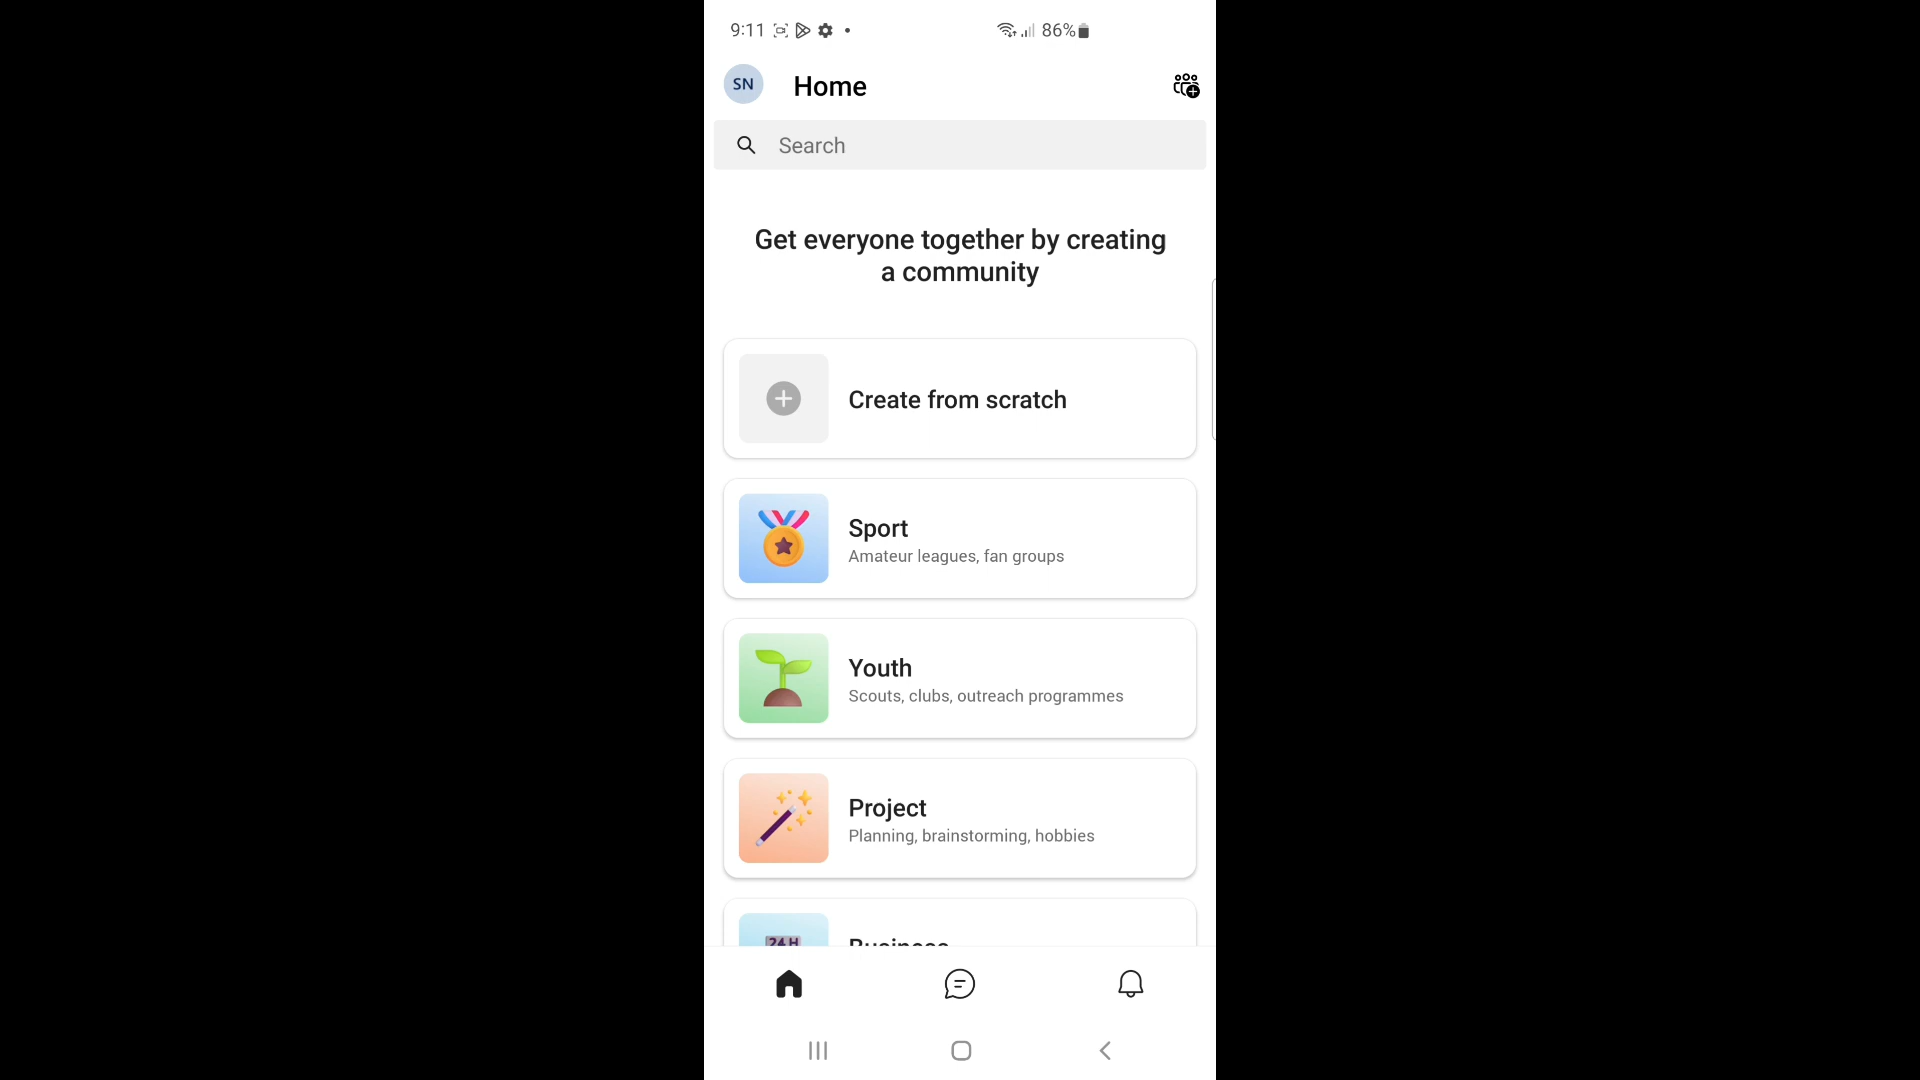 9:11
86%
SN
Home
Search
Get everyone together by creating
a community
Create from scratch
Sport
Amateur leagues, fan groups
Youth
Scouts, clubs, outreach programmes
Project
Planning, brainstorming, hobbies
24H
Business